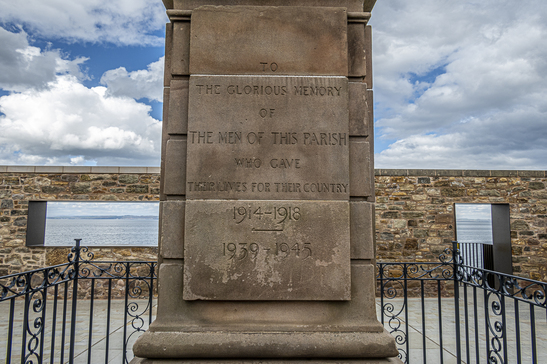 TO
THE GLORIOUS MEMORY
OF
THE MEN OF THIS PARISH
WHO GAVE
THEIR LIVES FOR THEIR COUNTRY
1914-1918
1939-1945